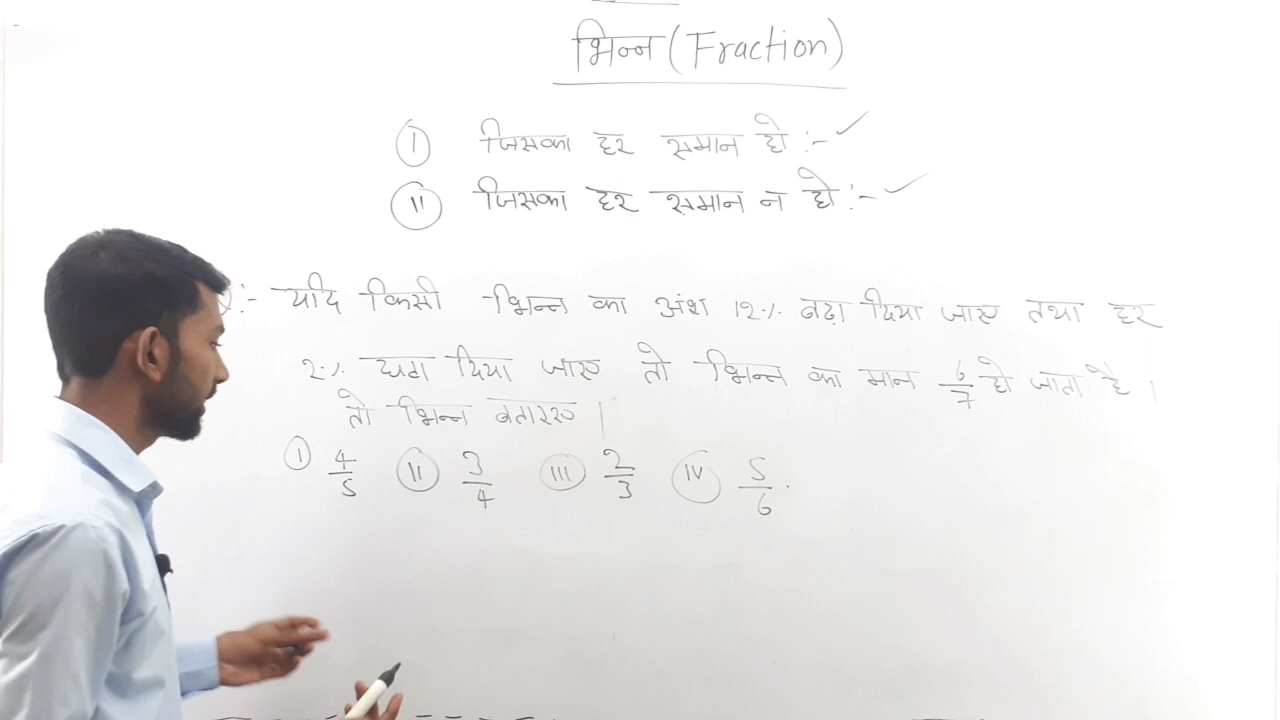 भिन्न (Fraction)
I जिसका हर समान हो :- ✓
II जिसका हर समान न हो :- ✓
:- यदि किसी भिन्न का अंश 12% बढ़ा दिया जाए तथा हर
2% घटा दिया जाए तो भिन्न का मान 6/7 हो जाता है।
तो भिन्न बताइए।
I 4/5 II 3/4 III 2/3 IV 5/6.